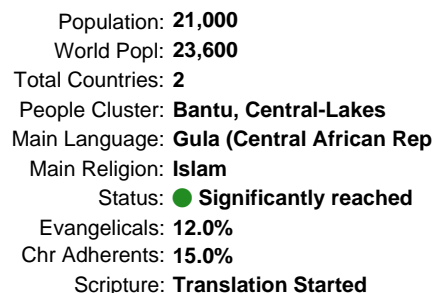 Population: 21,000
World Popl: 23,600
Total Countries: 2
People Cluster: Bantu, Central-Lakes
Main Language: Gula (Central African Rep
Main Religion: Islam
Status: Significantly reached
Evangelicals: 12.0%
Chr Adherents: 15.0%
Scripture: Translation Started